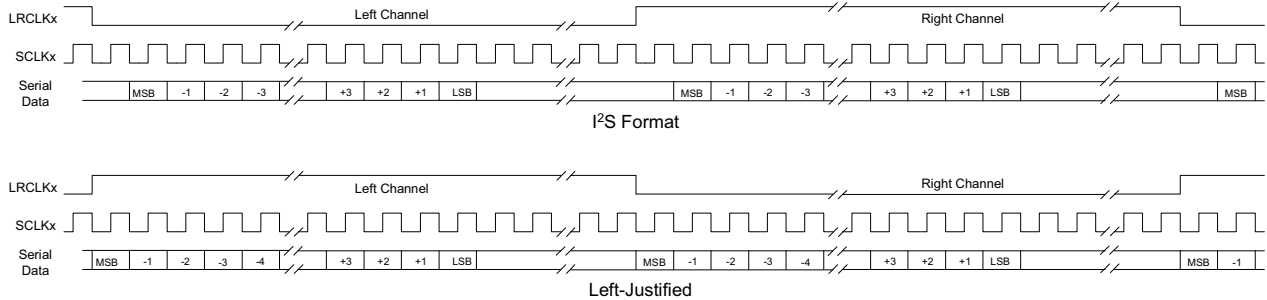 LRCLKx Left Channel Right Channel
SCLKx
Serial Data MSB -1 -2 -3 +3 +2 +1 LSB MSB -1 -2 -3 +3 +2 +1 LSB MSB
I²S Format
LRCLKx Left Channel Right Channel
SCLKx
Serial Data MSB -1 -2 -3 -4 +3 +2 +1 LSB MSB -1 -2 -3 -4 +3 +2 +1 LSB MSB -1
Left-Justified